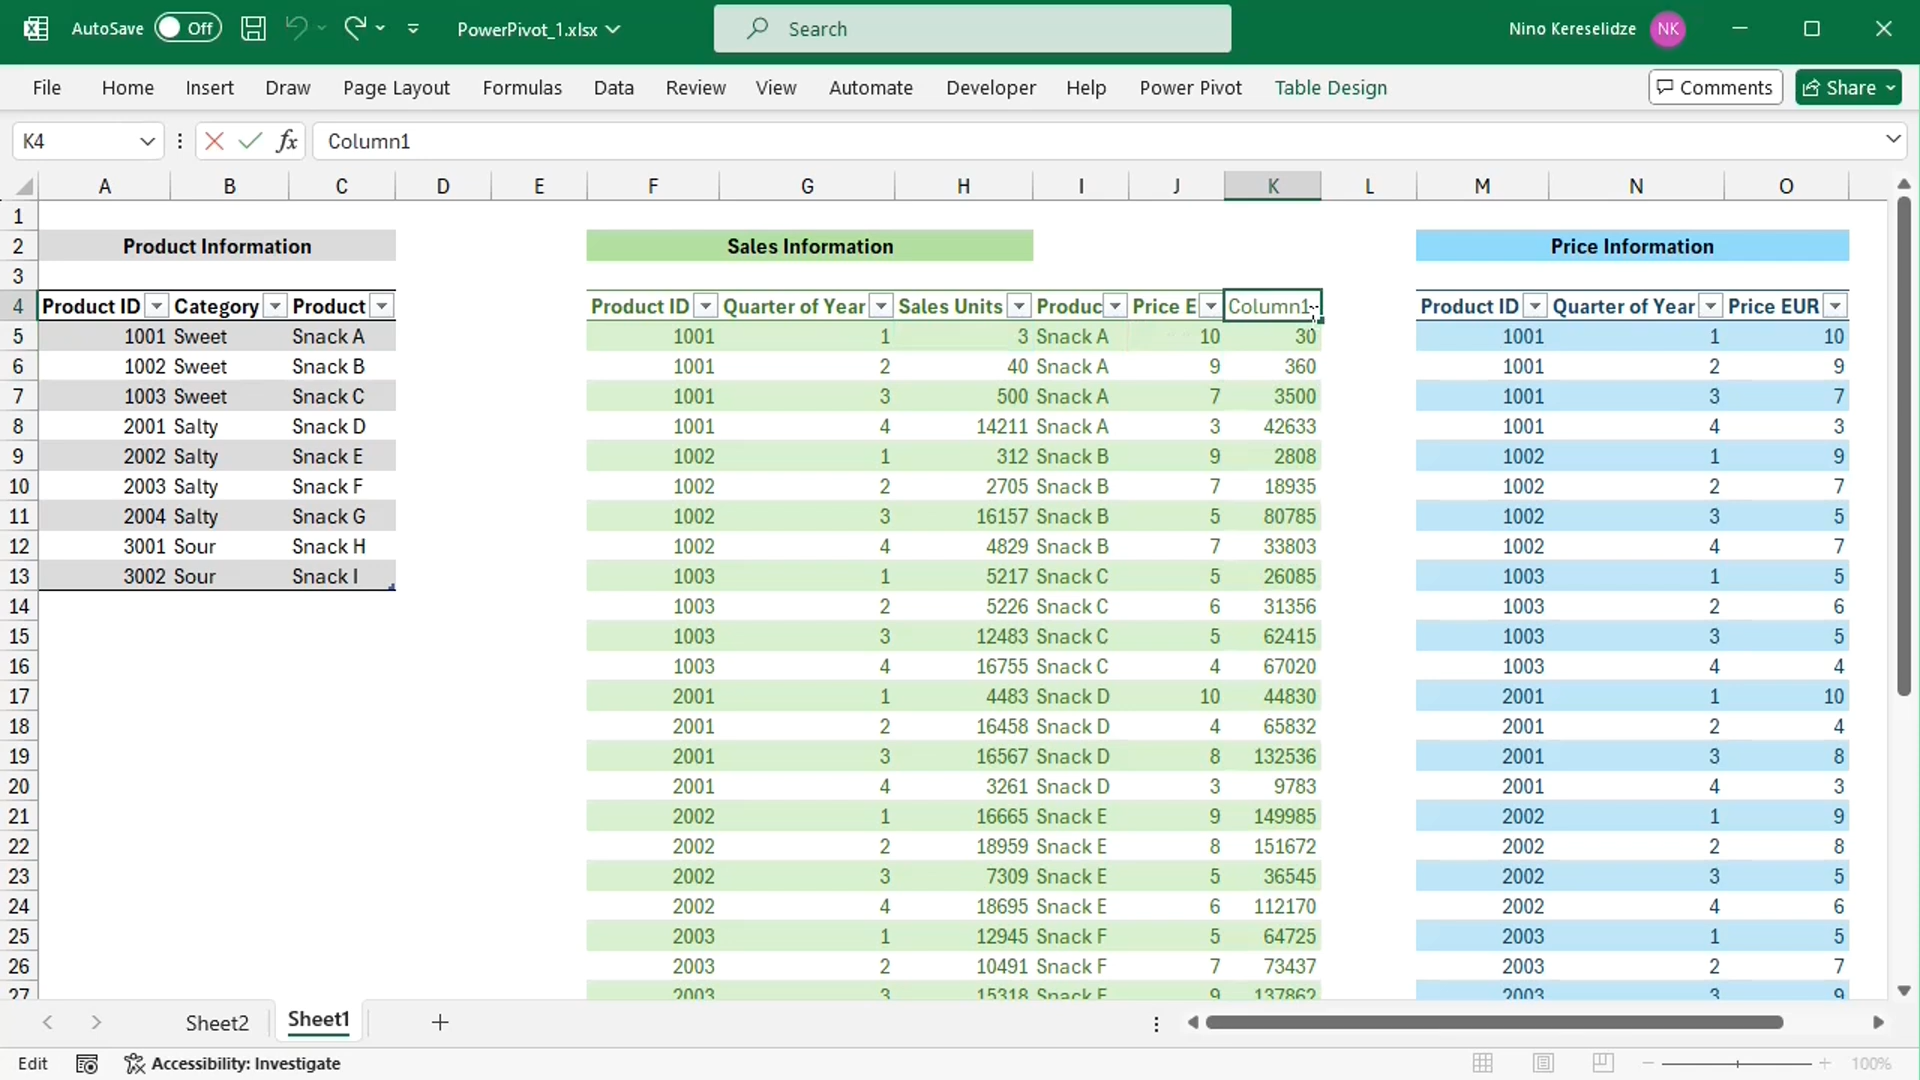 AutoSave Off PowerPivot_1.xlsx Search Nino Kereselidze NK
File Home Insert Draw Page Layout Formulas Data Review View Automate Developer Help Power Pivot Table Design Comments Share
K4 fx Column1
A B C D E F G H I J K L M N O
1
2 Product Information Sales Information Price Information
3
4 Product ID Category Product Product ID Quarter of Year Sales Units Produc Price E Column1 Product ID Quarter of Year Price EUR
5 1001 Sweet Snack A 1001 1 3 Snack A 10 30 1001 1 10
6 1002 Sweet Snack B 1001 2 40 Snack A 9 360 1001 2 9
7 1003 Sweet Snack C 1001 3 500 Snack A 7 3500 1001 3 7
8 2001 Salty Snack D 1001 4 14211 Snack A 3 42633 1001 4 3
9 2002 Salty Snack E 1002 1 312 Snack B 9 2808 1002 1 9
10 2003 Salty Snack F 1002 2 2705 Snack B 7 18935 1002 2 7
11 2004 Salty Snack G 1002 3 16157 Snack B 5 80785 1002 3 5
12 3001 Sour Snack H 1002 4 4829 Snack B 7 33803 1002 4 7
13 3002 Sour Snack I 1003 1 5217 Snack C 5 26085 1003 1 5
14 1003 2 5226 Snack C 6 31356 1003 2 6
15 1003 3 12483 Snack C 5 62415 1003 3 5
16 1003 4 16755 Snack C 4 67020 1003 4 4
17 2001 1 4483 Snack D 10 44830 2001 1 10
18 2001 2 16458 Snack D 4 65832 2001 2 4
19 2001 3 16567 Snack D 8 132536 2001 3 8
20 2001 4 3261 Snack D 3 9783 2001 4 3
21 2002 1 16665 Snack E 9 149985 2002 1 9
22 2002 2 18959 Snack E 8 151672 2002 2 8
23 2002 3 7309 Snack E 5 36545 2002 3 5
24 2002 4 18695 Snack E 6 112170 2002 4 6
25 2003 1 12945 Snack F 5 64725 2003 1 5
26 2003 2 10491 Snack F 7 73437 2003 2 7
27 2003 3 15318 Snack F 9 137862 2003 3 9
Sheet2 Sheet1
Edit Accessibility: Investigate 100%